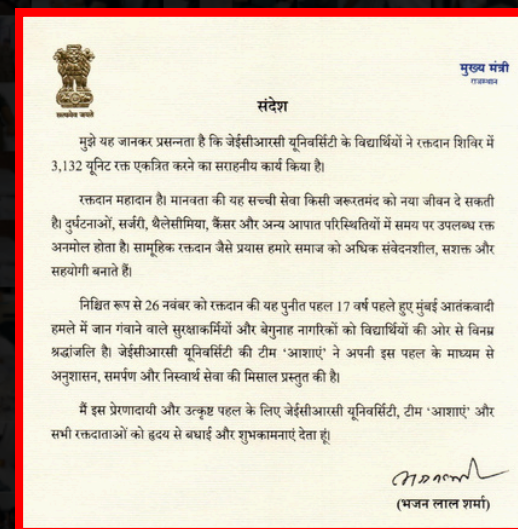 मुख्य मंत्री
राजस्थान
सत्यमेव जयते
संदेश
मुझे यह जानकर प्रसन्नता है कि जेईसीआरसी यूनिवर्सिटी के विद्यार्थियों ने रक्तदान शिविर में
3,132 यूनिट रक्त एकत्रित करने का सराहनीय कार्य किया है।
रक्तदान महादान है। मानवता की यह सच्ची सेवा किसी जरूरतमंद को नया जीवन दे सकती
है। दुर्घटनाओं, सर्जरी, थैलेसीमिया, कैंसर और अन्य आपात परिस्थितियों में समय पर उपलब्ध रक्त
अनमोल होता है। सामूहिक रक्तदान जैसे प्रयास हमारे समाज को अधिक संवेदनशील, सशक्त और
सहयोगी बनाते हैं।
निश्चित रूप से 26 नवंबर को रक्तदान की यह पुनीत पहल 17 वर्ष पहले हुए मुंबई आतंकवादी
हमले में जान गंवाने वाले सुरक्षाकर्मियों और बेगुनाह नागरिकों को विद्यार्थियों की ओर से विनम्र
श्रद्धांजलि है। जेईसीआरसी यूनिवर्सिटी की टीम ‘आशाएं’ ने अपनी इस पहल के माध्यम से
अनुशासन, समर्पण और निस्वार्थ सेवा की मिसाल प्रस्तुत की है।
मैं इस प्रेरणादायी और उत्कृष्ट पहल के लिए जेईसीआरसी यूनिवर्सिटी, टीम ‘आशाएं’ और
सभी रक्तदाताओं को हृदय से बधाई और शुभकामनाएं देता हूं।
(भजन लाल शर्मा)